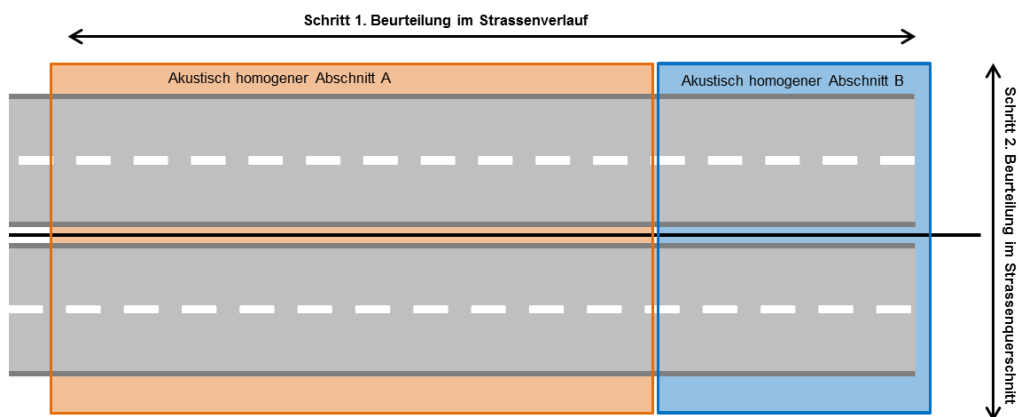 Schritt 1. Beurteilung im Strassenverlauf
Akustisch homogener Abschnitt A
Akustisch homogener Abschnitt B
Schritt 2. Beurteilung im Strassenquerschnitt